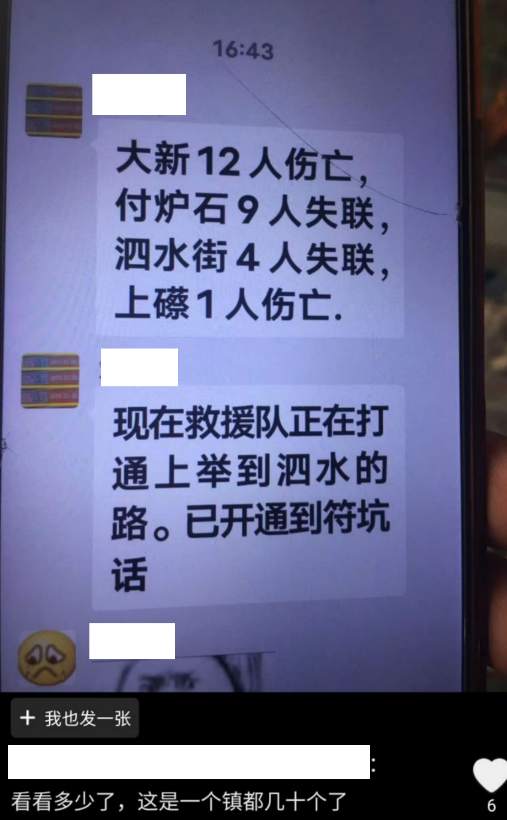 16:43
大新12人伤亡，
付炉石9人失联，
泗水街4人失联，
上礤1人伤亡.
现在救援队正在打
通上举到泗水的
路。已开通到符坑
话
+ 我也发一张
:
看看多少了，这是一个镇都几十个了
6